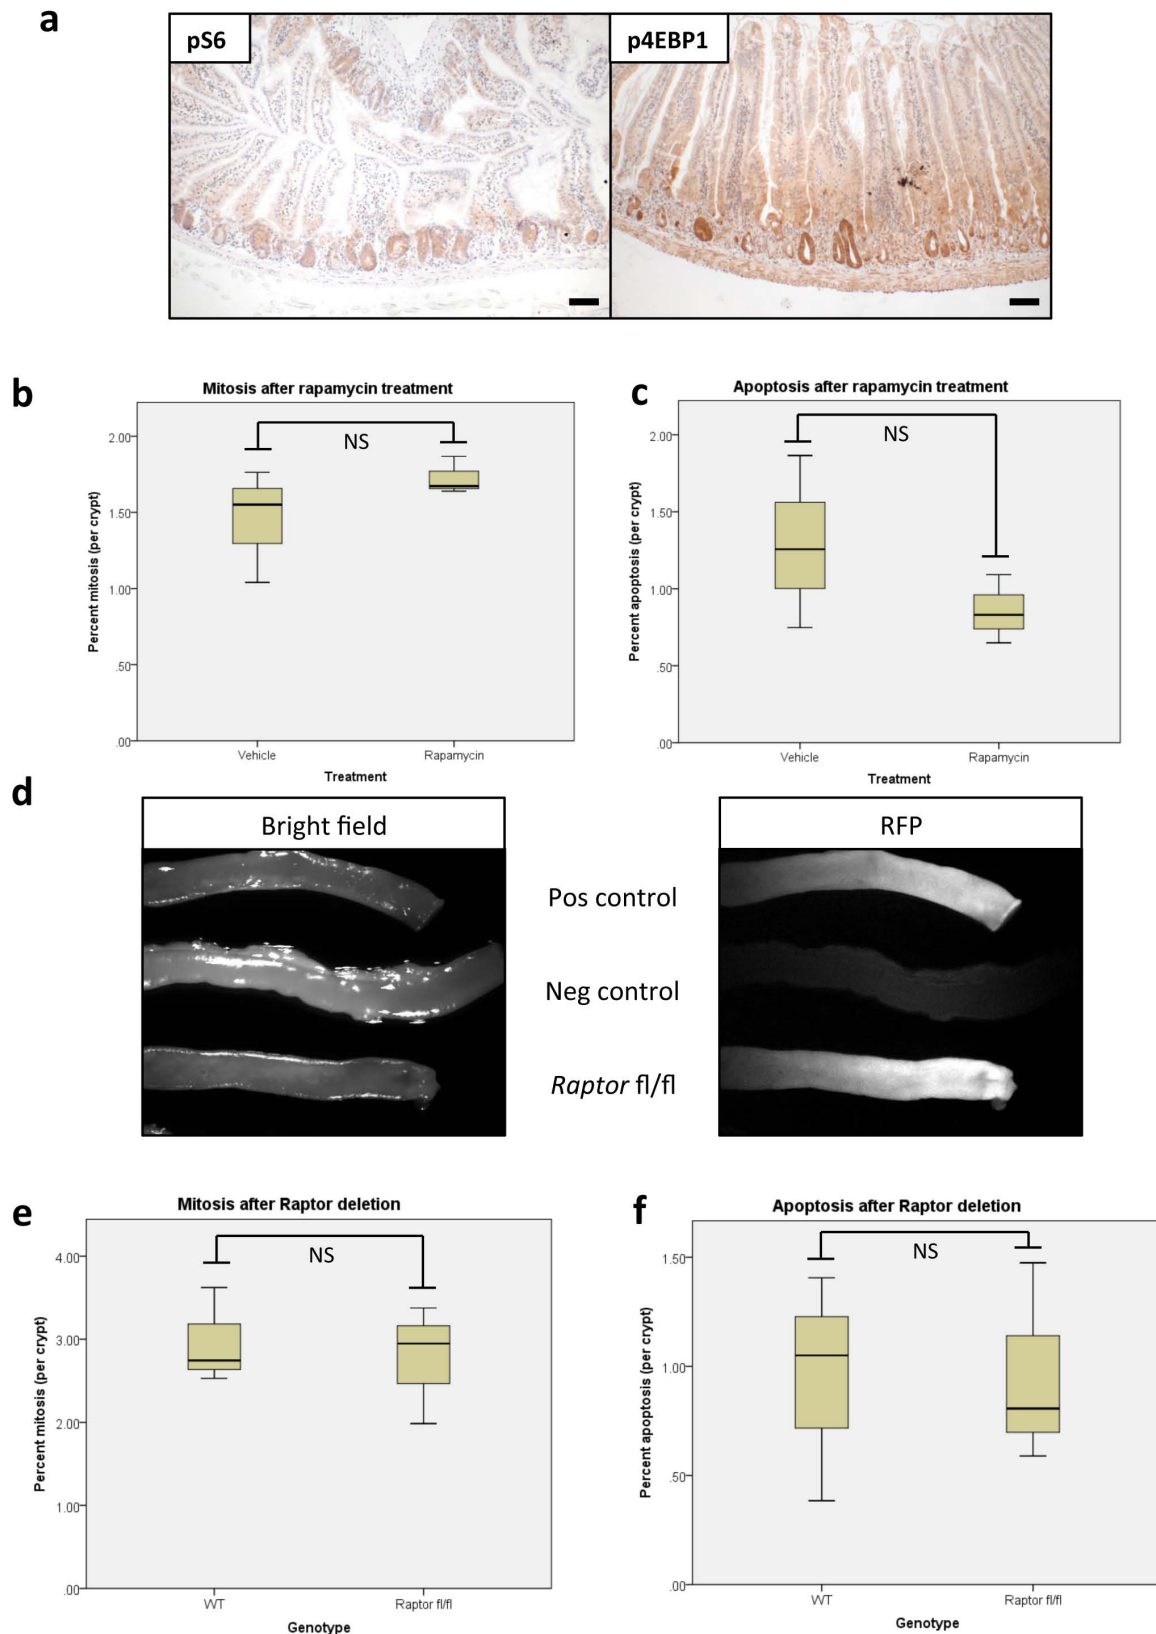 a
pS6
p4EBP1
b
Mitosis after rapamycin treatment
2.00
1.50
1.00
.50
.00
Percent mitosis (per crypt)
NS
Vehicle
Rapamycin
Treatment
c
Apoptosis after rapamycin treatment
2.00
1.50
1.00
.50
.00
Percent apoptosis (per crypt)
NS
Vehicle
Rapamycin
Treatment
d
Bright field
RFP
Pos control
Neg control
Raptor fl/fl
e
Mitosis after Raptor deletion
4.00
3.00
2.00
1.00
.00
Percent mitosis (per crypt)
NS
WT
Raptor fl/fl
Genotype
f
Apoptosis after Raptor deletion
1.50
1.00
.50
.00
Percent apoptosis (per crypt)
NS
WT
Raptor fl/fl
Genotype